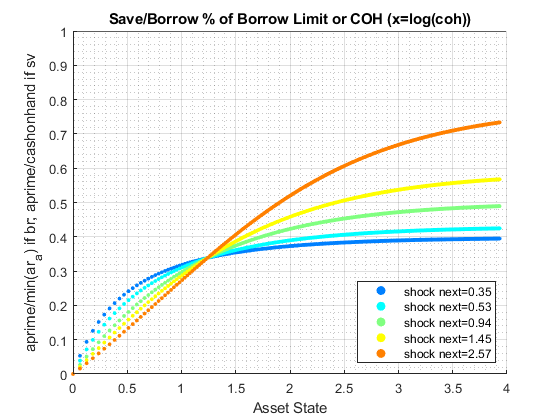 Save/Borrow % of Borrow Limit or COH (x=log(coh))
1
0.9
0.8
0.7
0.6
0.5
0.4
0.3
0.2
0.1
0
aprime/min(ar_a) if br; aprime/cashonhand if sv
0
0.5
1
1.5
2
2.5
3
3.5
4
Asset State
shock next=0.35
shock next=0.53
shock next=0.94
shock next=1.45
shock next=2.57